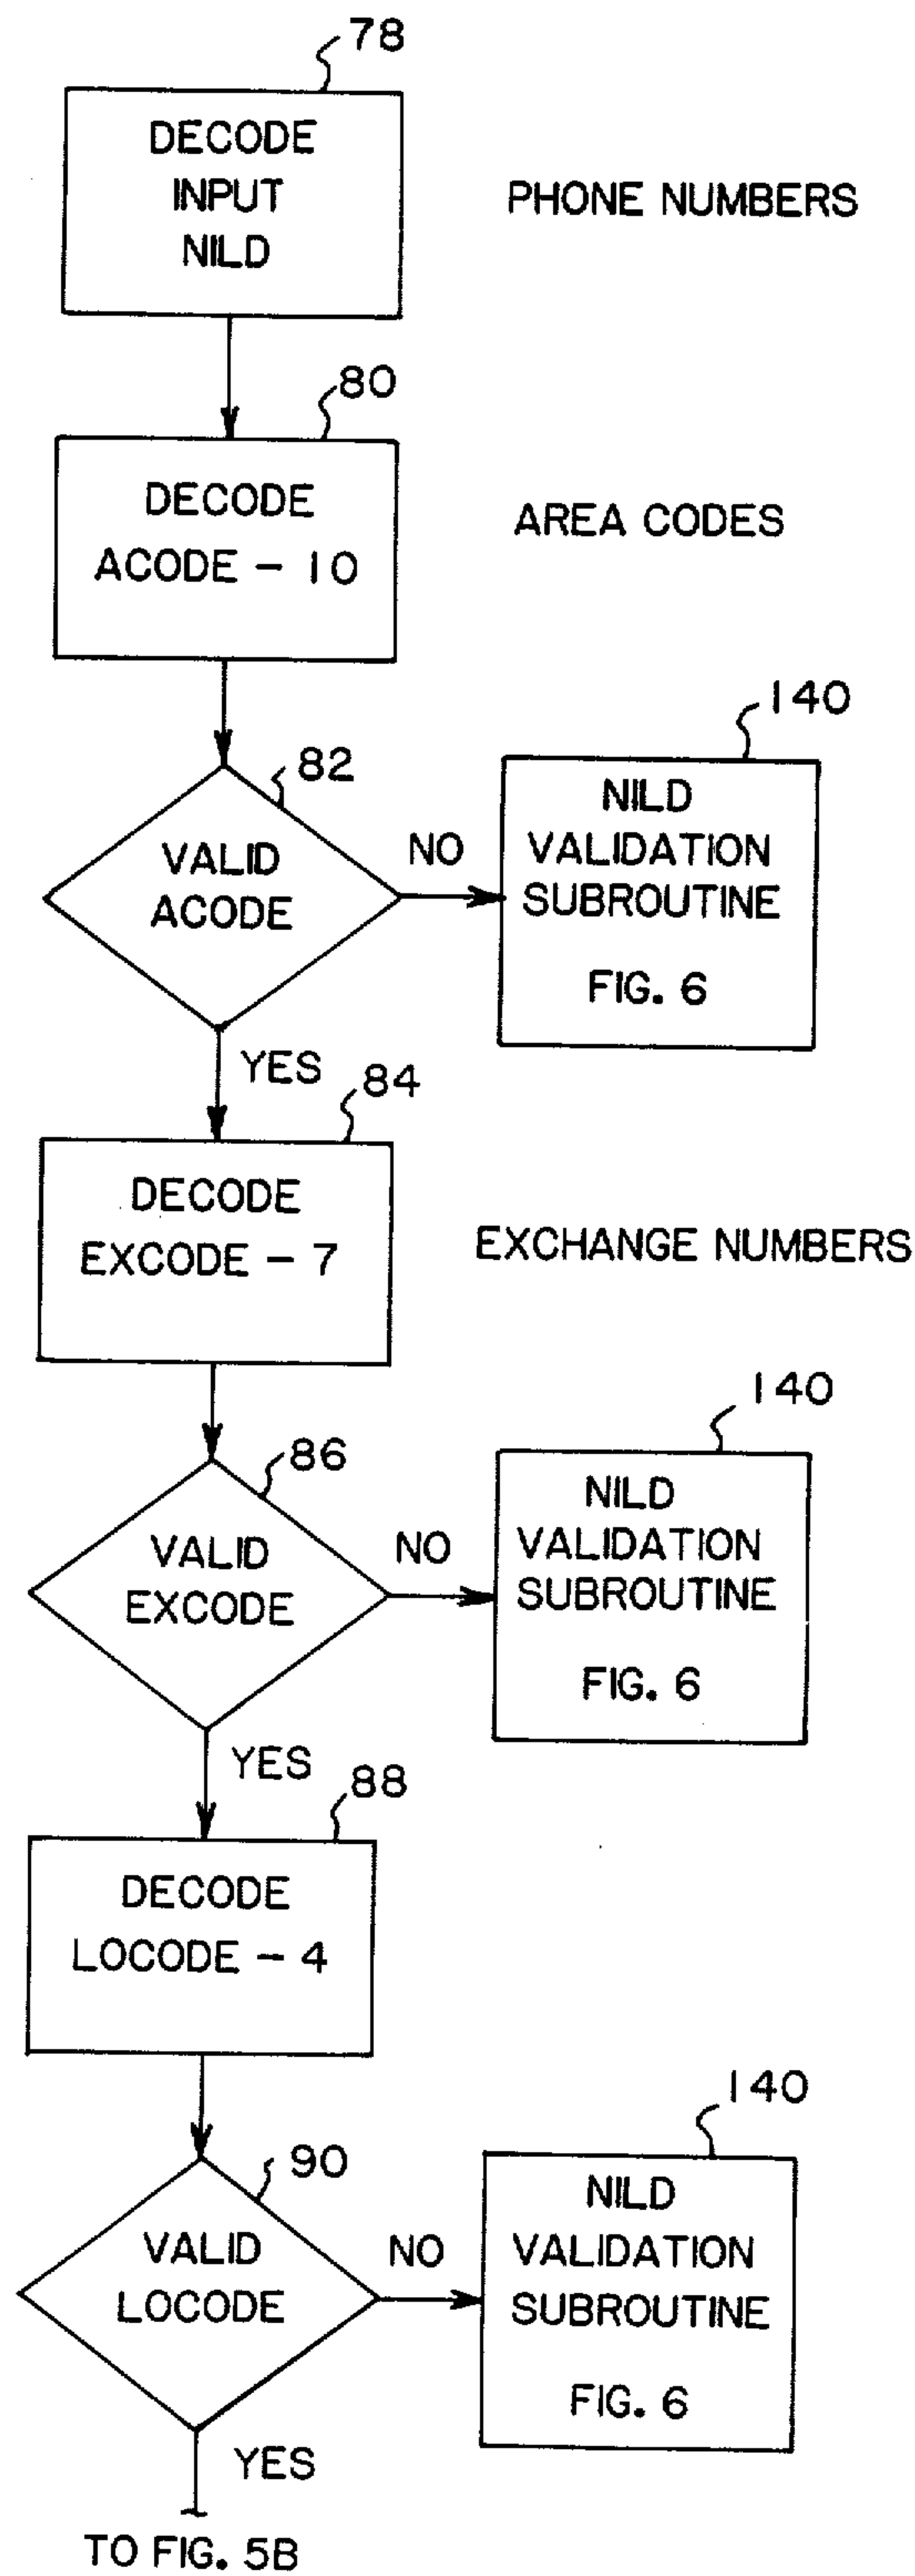 78
DECODE
INPUT
NILD
PHONE NUMBERS
80
DECODE
ACODE - 10
AREA CODES
82
VALID
ACODE
NO
140
NILD
VALIDATION
SUBROUTINE
FIG. 6
YES
84
DECODE
EXCODE - 7
EXCHANGE NUMBERS
86
VALID
EXCODE
NO
140
NILD
VALIDATION
SUBROUTINE
FIG. 6
YES
88
DECODE
LOCODE - 4
90
VALID
LOCODE
NO
140
NILD
VALIDATION
SUBROUTINE
FIG. 6
YES
TO FIG. 5B